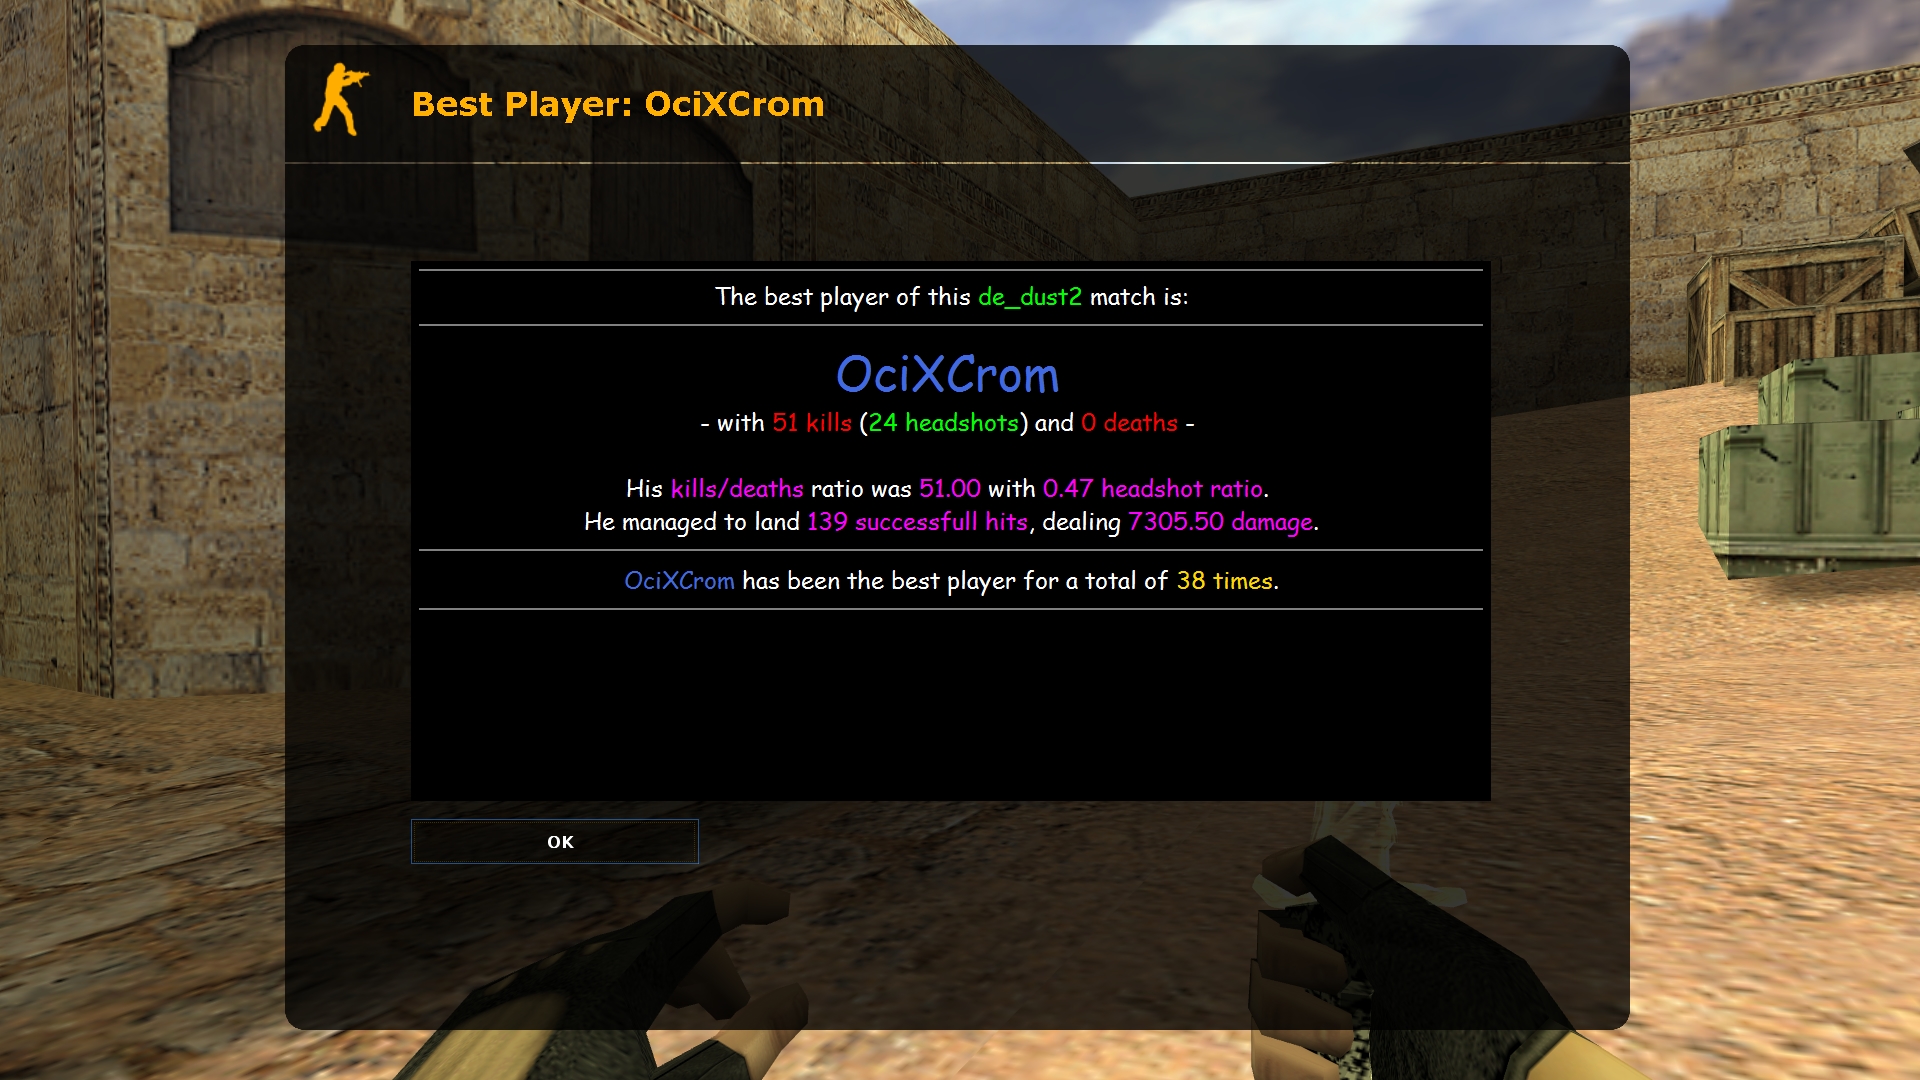 Best Player: OciXCrom
The best player of this de_dust2 match is:
OciXCrom
- with 51 kills (24 headshots) and 0 deaths -
His kills/deaths ratio was 51.00 with 0.47 headshot ratio.
He managed to land 139 successfull hits, dealing 7305.50 damage.
OciXCrom has been the best player for a total of 38 times.
OK